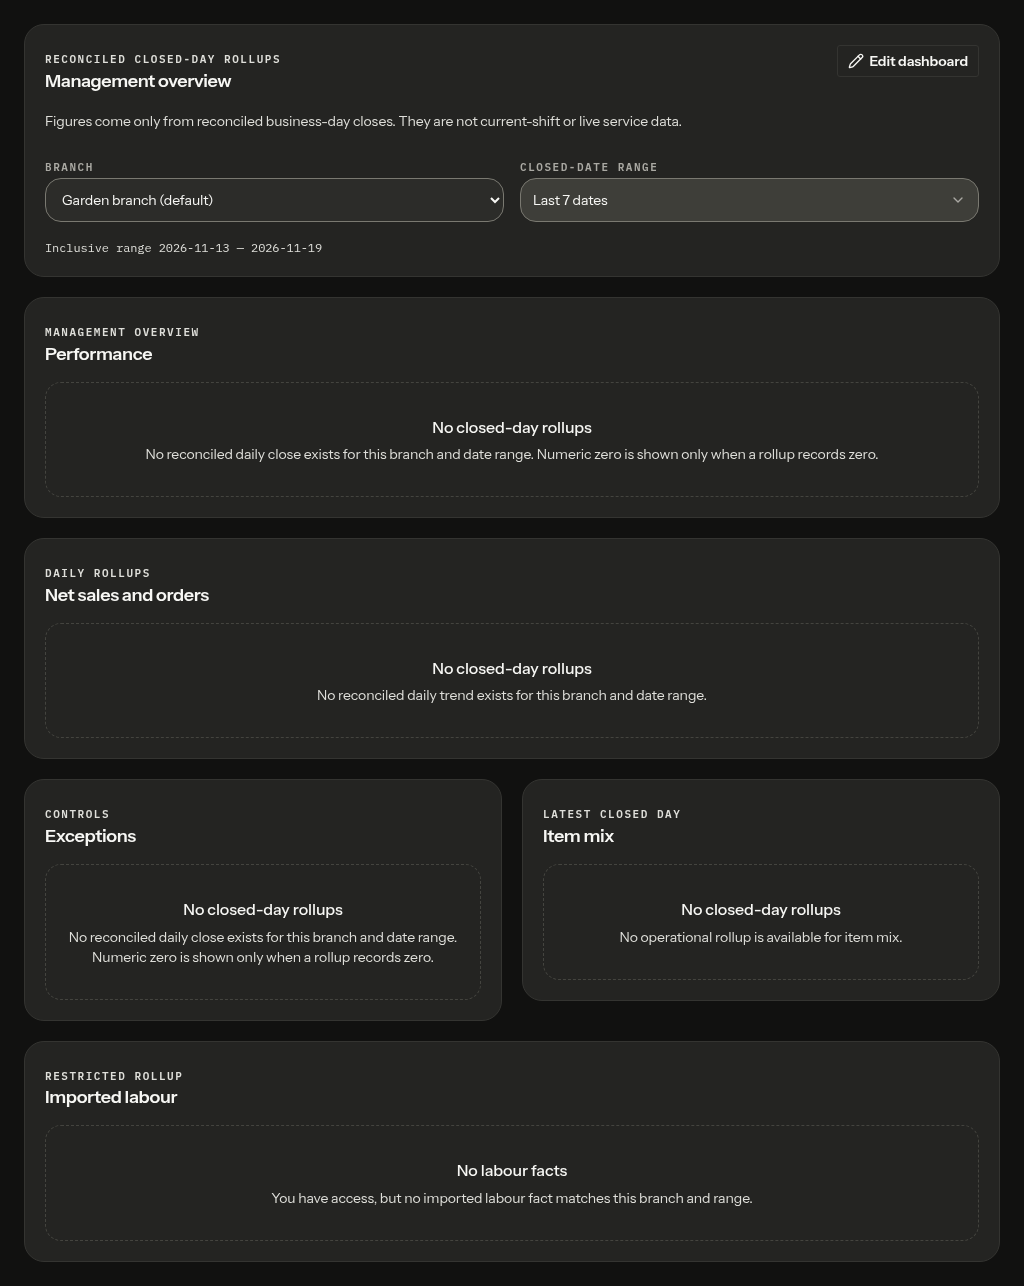 RECONCILED CLOSED-DAY ROLLUPS
Management overview
Edit dashboard
Figures come only from reconciled business-day closes. They are not current-shift or live service data.
BRANCH
Garden branch (default)
CLOSED-DATE RANGE
Last 7 dates
Inclusive range 2026-11-13 — 2026-11-19
MANAGEMENT OVERVIEW
Performance
No closed-day rollups
No reconciled daily close exists for this branch and date range. Numeric zero is shown only when a rollup records zero.
DAILY ROLLUPS
Net sales and orders
No closed-day rollups
No reconciled daily trend exists for this branch and date range.
CONTROLS
Exceptions
No closed-day rollups
No reconciled daily close exists for this branch and date range.
Numeric zero is shown only when a rollup records zero.
LATEST CLOSED DAY
Item mix
No closed-day rollups
No operational rollup is available for item mix.
RESTRICTED ROLLUP
Imported labour
No labour facts
You have access, but no imported labour fact matches this branch and range.